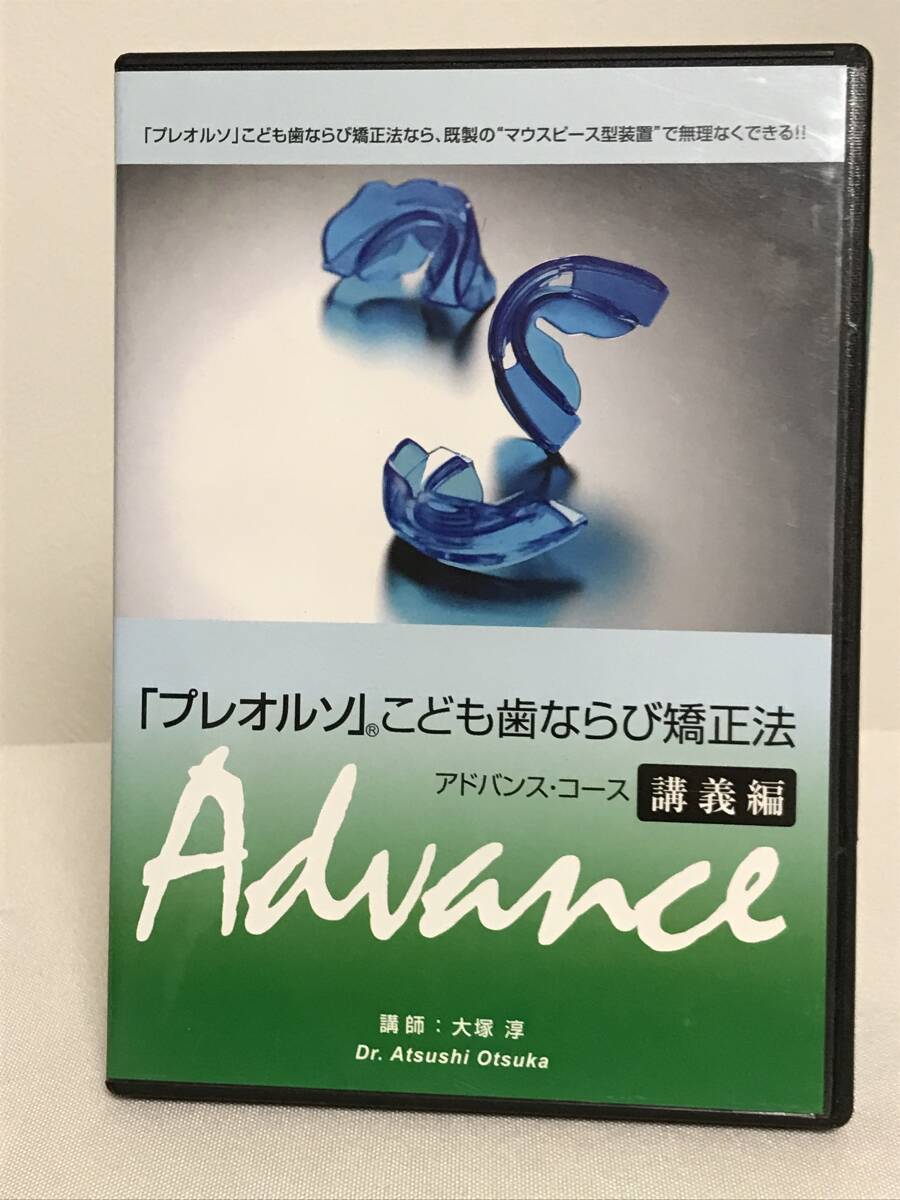 「プレオルソ」こども歯ならび矯正法なら、既製の“マウスピース型装置”で無理なくできる!!
「プレオルソ」®こども歯ならび矯正法
アドバンス・コース 講義編
Advance
講師：大塚 淳
Dr. Atsushi Otsuka